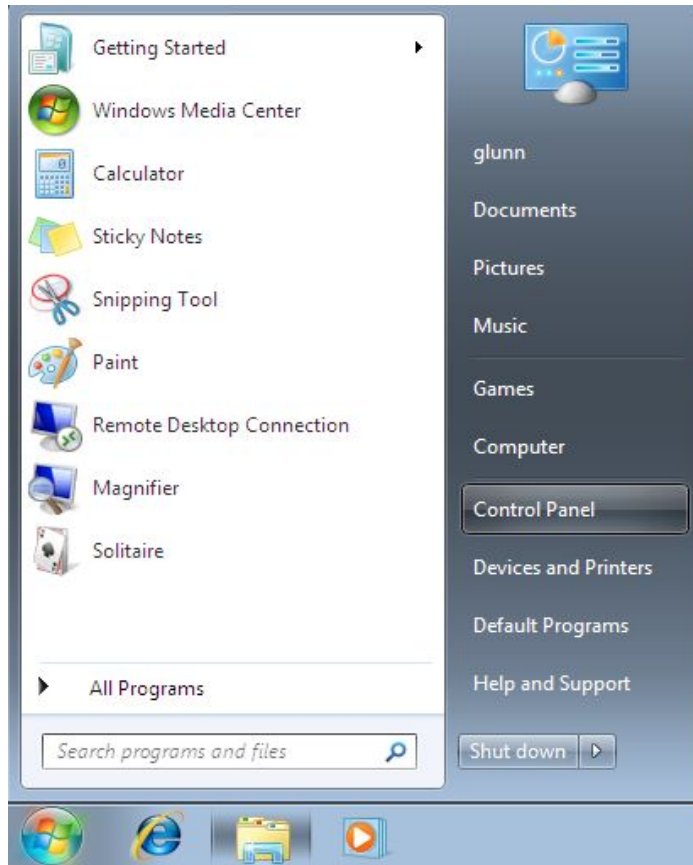 Getting Started
Windows Media Center
Calculator
Sticky Notes
Snipping Tool
Paint
Remote Desktop Connection
Magnifier
Solitaire
All Programs
Search programs and files
glunn
Documents
Pictures
Music
Games
Computer
Control Panel
Devices and Printers
Default Programs
Help and Support
Shut down